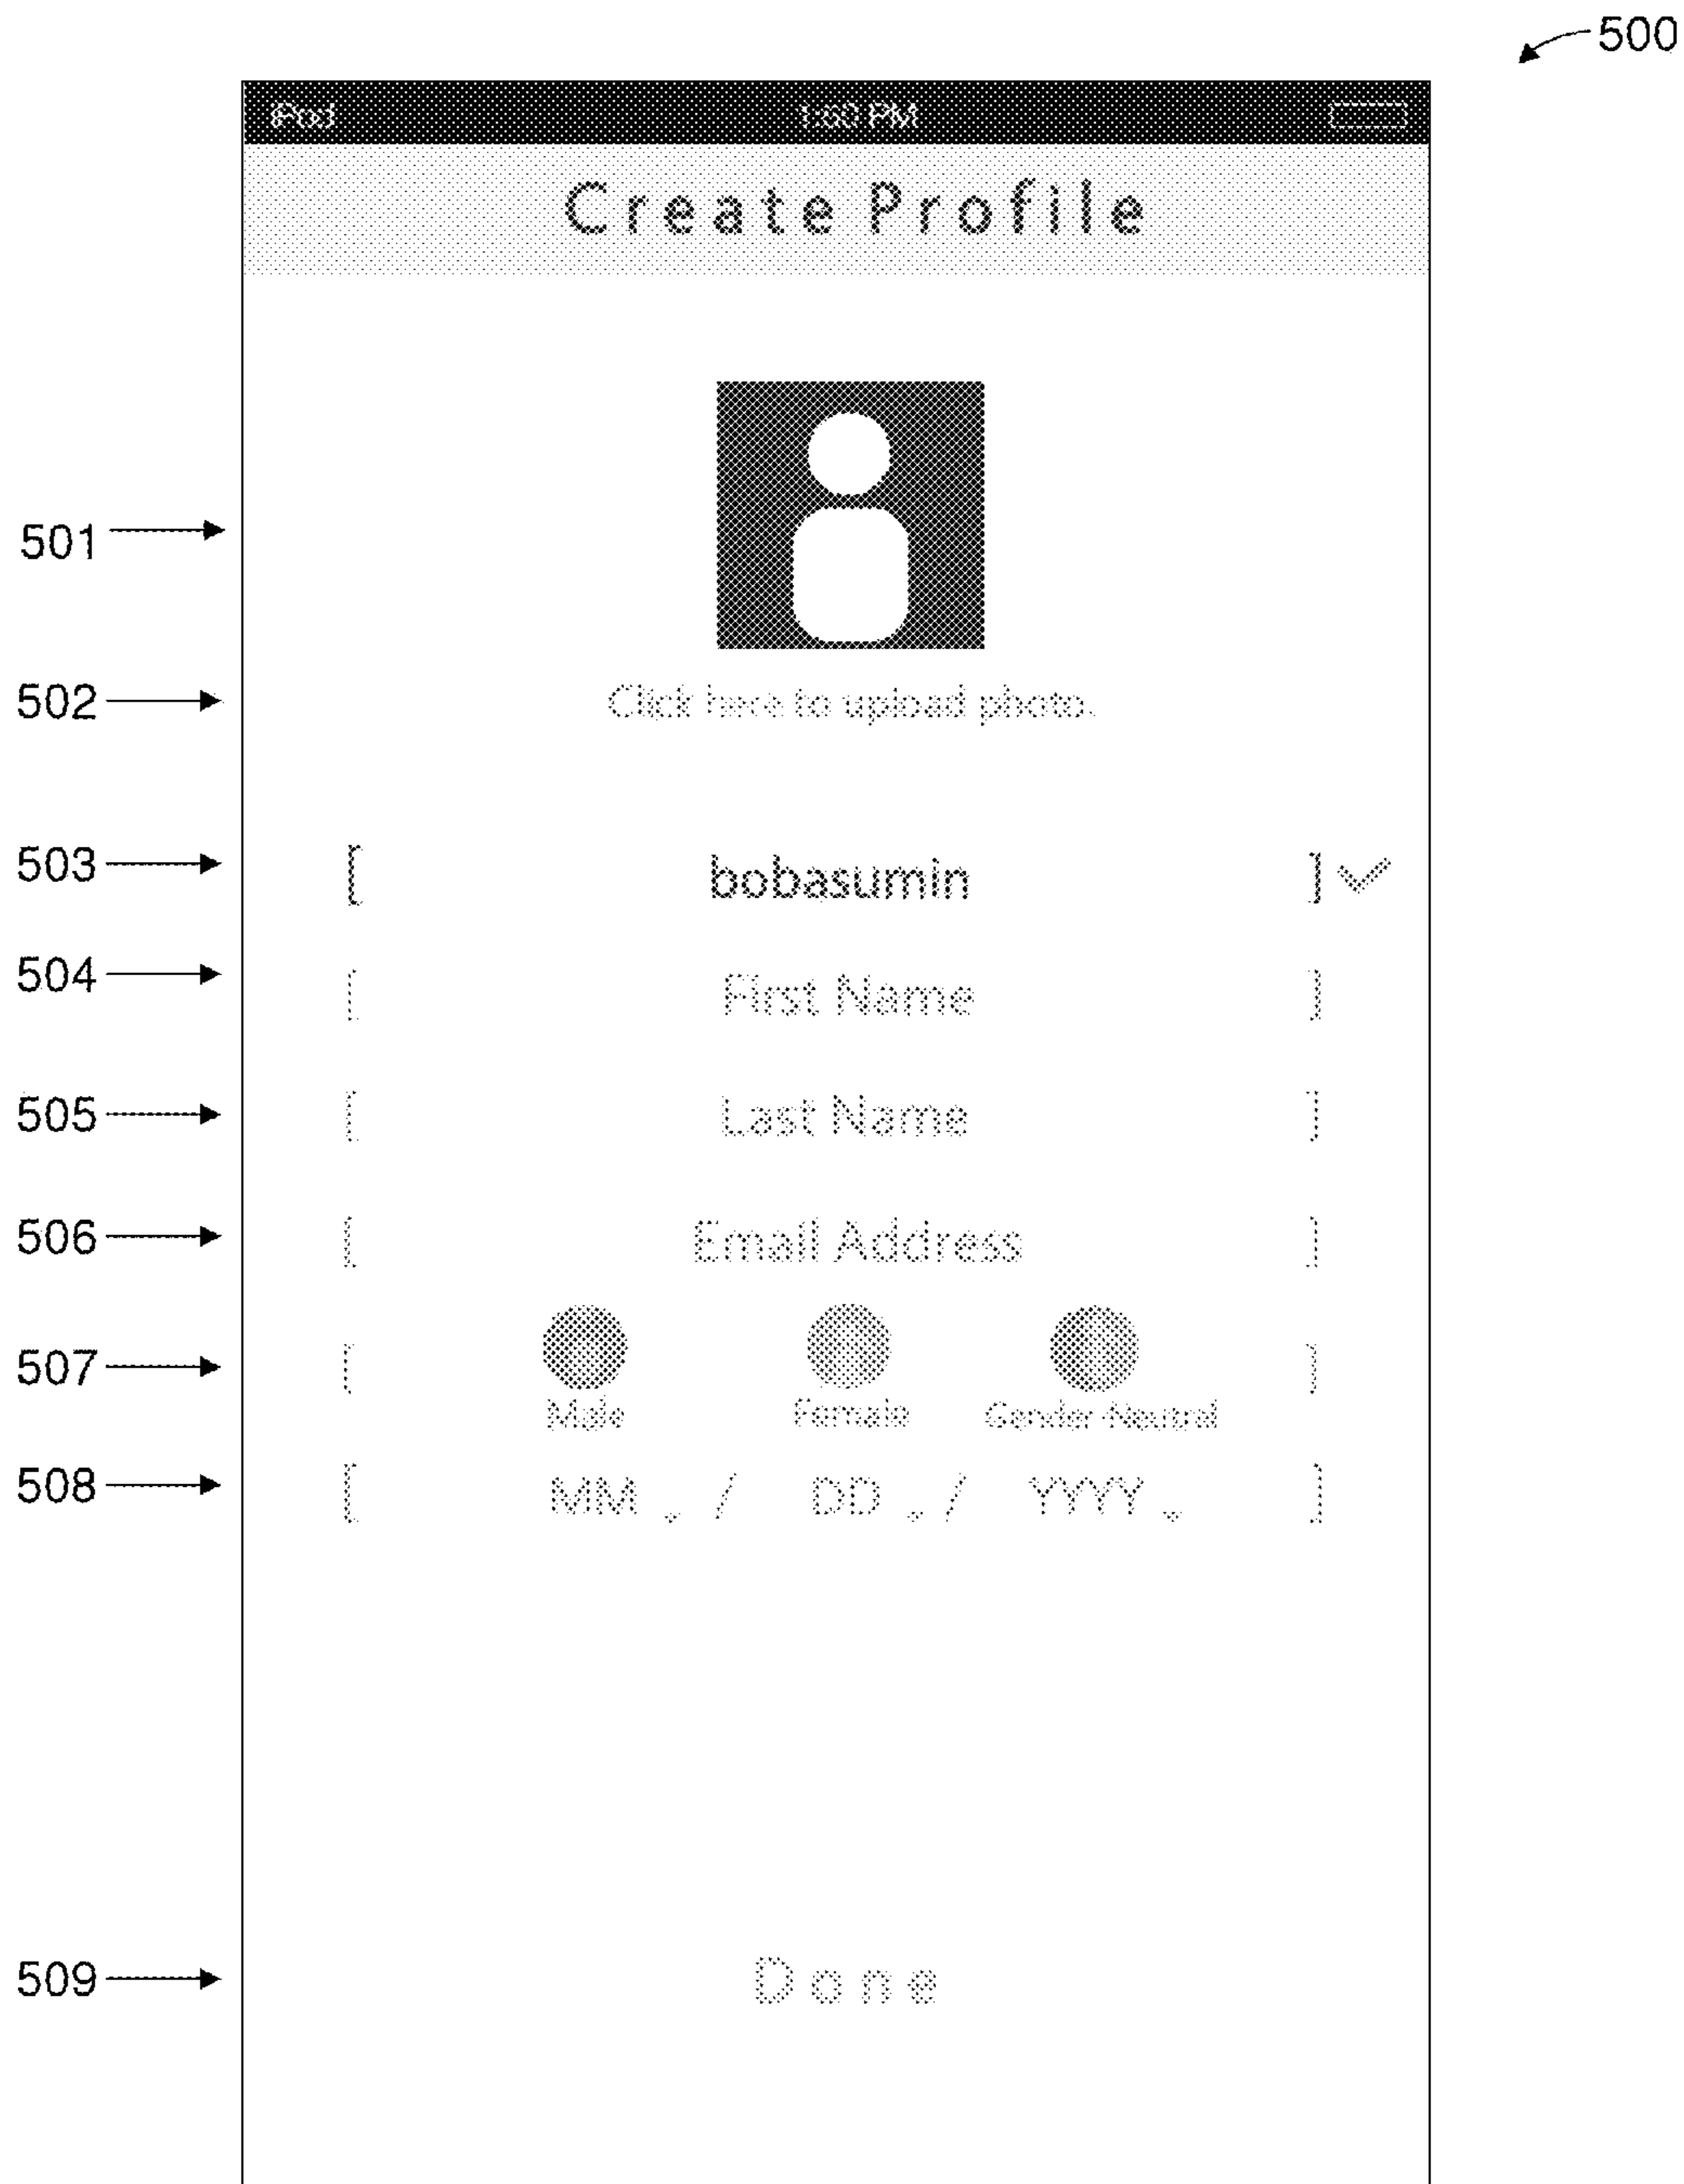 500
iPod 1:60 PM
Create Profile
501
502 Click here to upload photo.
503 [ bobasumin ] ✓
504 [ First Name ]
505 [ Last Name ]
506 [ Email Address ]
507 [ Male Female Gender-Neutral ]
508 [ MM / DD / YYYY ]
509 Done